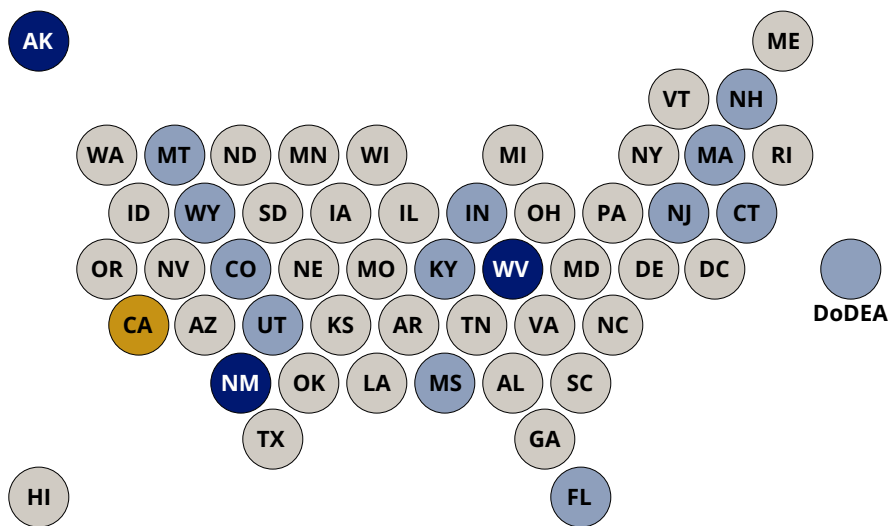 AK ME
VT NH
WA MT ND MN WI MI NY MA RI
ID WY SD IA IL IN OH PA NJ CT
OR NV CO NE MO KY WV MD DE DC
DoDEA
CA AZ UT KS AR TN VA NC
NM OK LA MS AL SC
TX GA
HI FL